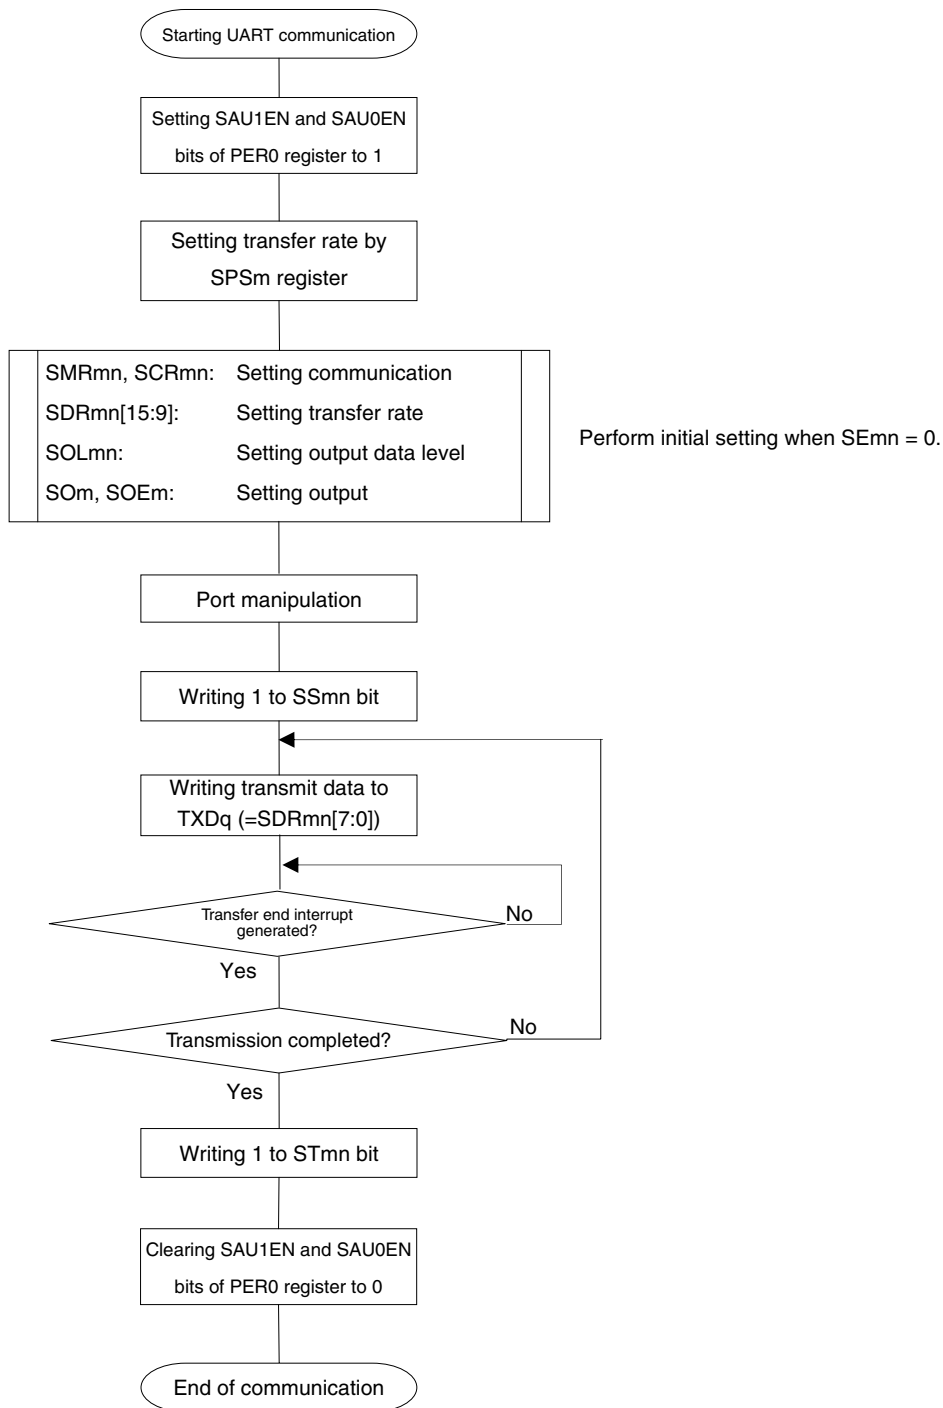 Starting UART communication
Setting SAU1EN and SAU0EN
bits of PER0 register to 1
Setting transfer rate by
SPSm register
SMRmn, SCRmn: Setting communication
SDRmn[15:9]: Setting transfer rate
SOLmn: Setting output data level
SOm, SOEm: Setting output
Perform initial setting when SEmn = 0.
Port manipulation
Writing 1 to SSmn bit
Writing transmit data to
TXDq (=SDRmn[7:0])
Transfer end interrupt
generated?
No
Yes
Transmission completed?
No
Yes
Writing 1 to STmn bit
Clearing SAU1EN and SAU0EN
bits of PER0 register to 0
End of communication